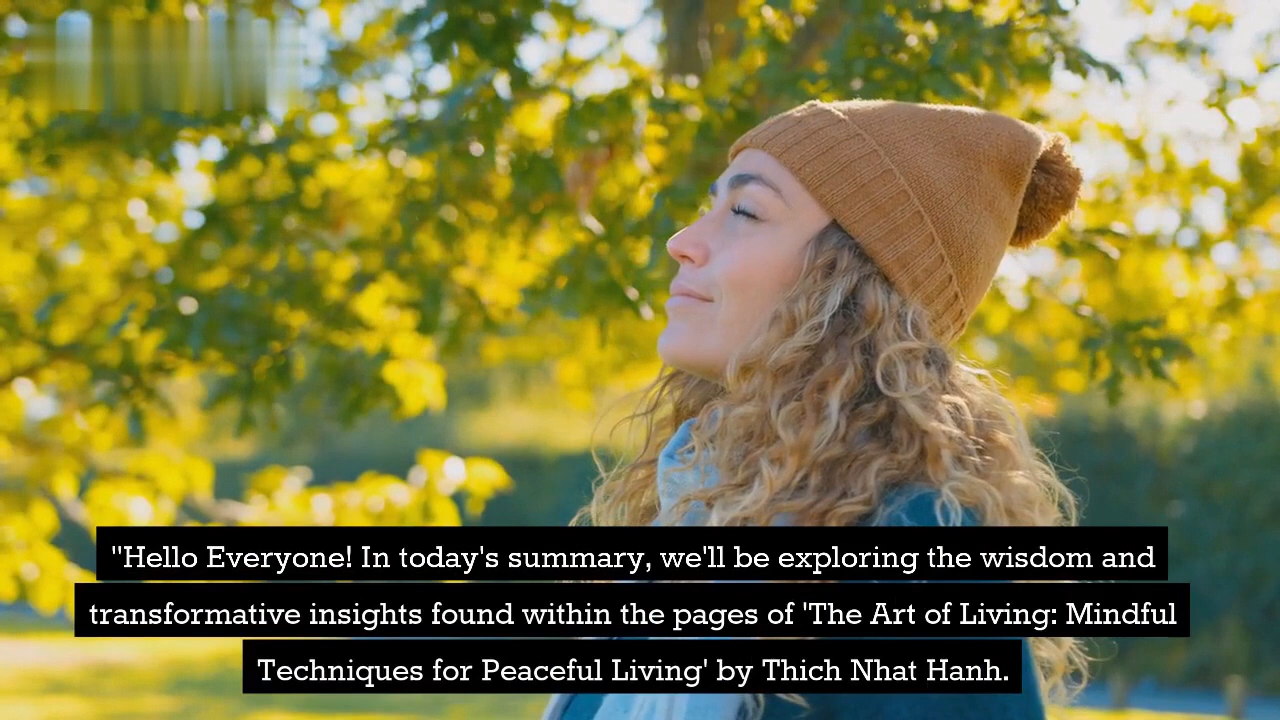 "Hello Everyone! In today's summary, we'll be exploring the wisdom and
transformative insights found within the pages of 'The Art of Living: Mindful
Techniques for Peaceful Living' by Thich Nhat Hanh.